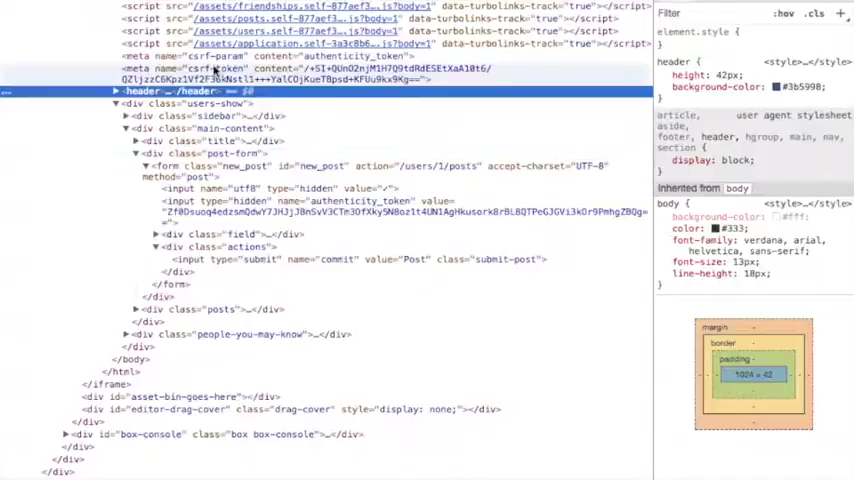 <script src="/assets/friendships.self-877aef3….js?body=1" data-turbolinks-track="true"></script>
<script src="/assets/posts.self-877aef3….js?body=1" data-turbolinks-track="true"></script>
<script src="/assets/users.self-877aef3….js?body=1" data-turbolinks-track="true"></script>
<script src="/assets/application.self-3a3c8b6….js?body=1" data-turbolinks-track="true"></script>
<meta name="csrf-param" content="authenticity_token">
<meta name="csrf-token" content="/+SI+QUnO2njM1H7Q9tdRdESEtXaA10t6/
▶<header>…</header> == $0
▼<div class="users-show">
▶<div class="sidebar">…</div>
▼<div class="main-content">
▶<div class="title">…</div>
▼<div class="post-form">
▼<form class="new_post" id="new_post" action="/users/1/posts" accept-charset="UTF-8"
method="post">
<input name="utf8" type="hidden" value="✓">
<input type="hidden" name="authenticity_token" value=
">
▶<div class="field">…</div>
▼<div class="actions">
<input type="submit" name="commit" value="Post" class="submit-post">
</div>
</form>
</div>
▶<div class="posts">…</div>
</div>
▶<div class="people-you-may-know">…</div>
</div>
</body>
</html>
</iframe>
<div id="asset-bin-goes-here"></div>
<div id="editor-drag-cover" class="drag-cover" style="display: none;"></div>
</div>
▶<div id="box-console" class="box box-console">…</div>
</div>
</div>
Filter :hov .cls +
element.style {
}
header { <style>…</style>
height: 42px;
background-color: #3b5998;
}
article, user agent stylesheet
aside,
footer, header, hgroup, main, nav,
section {
display: block;
}
Inherited from body
body { <style>…</style>
background-color: #fff;
color: #333;
font-family: verdana, arial,
helvetica, sans-serif;
font-size: 13px;
line-height: 18px;
}
margin -
border -
padding -
1024 × 42